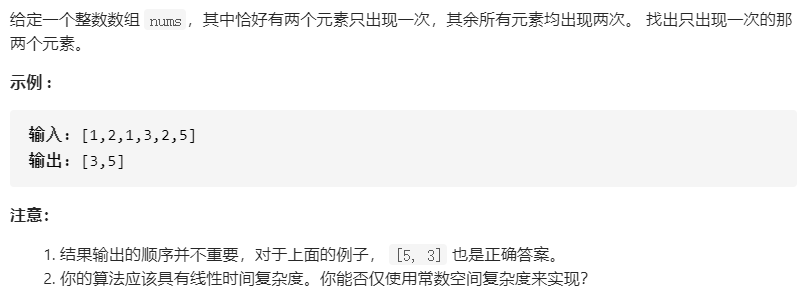 给定一个整数数组 nums，其中恰好有两个元素只出现一次，其余所有元素均出现两次。 找出只出现一次的那
两个元素。
示例 :
输入: [1,2,1,3,2,5]
输出: [3,5]
注意：
1. 结果输出的顺序并不重要，对于上面的例子， [5, 3] 也是正确答案。
2. 你的算法应该具有线性时间复杂度。你能否仅使用常数空间复杂度来实现？